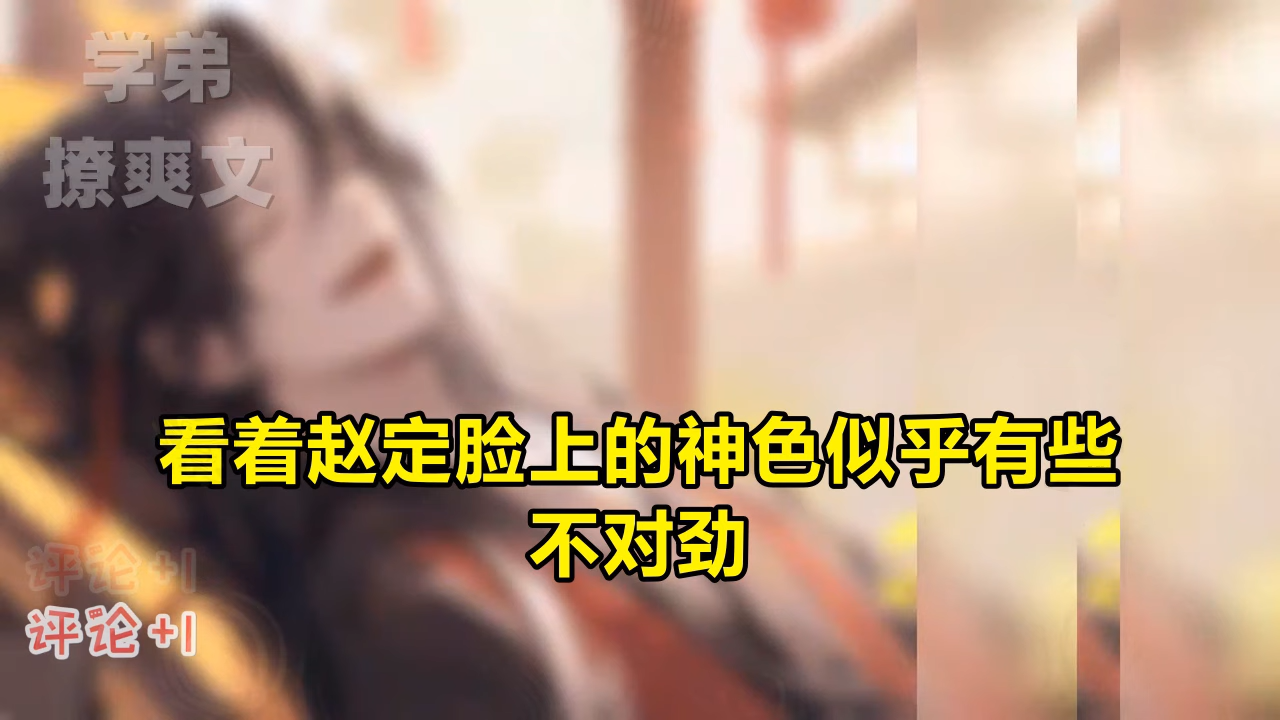 学弟
撩爽文
看着赵定脸上的神色似乎有些
不对劲
评论+1
评论+1